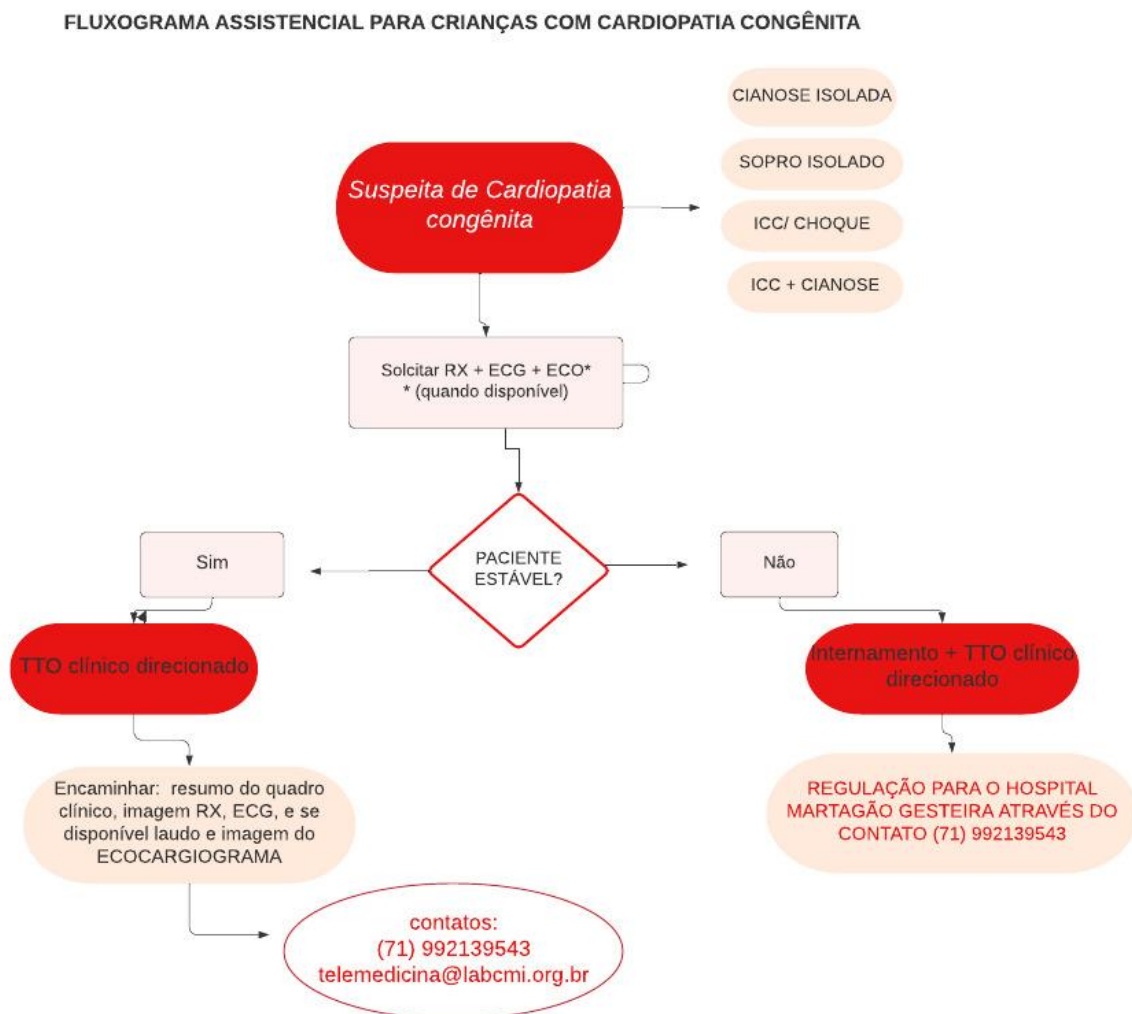 FLUXOGRAMA ASSISTENCIAL PARA CRIANÇAS COM CARDIOPATIA CONGÊNITA
CIANOSE ISOLADA
SOPRO ISOLADO
ICC/ CHOQUE
ICC + CIANOSE
Suspeita de Cardiopatia
congênita
Solcitar RX + ECG + ECO*
* (quando disponível)
PACIENTE
ESTÁVEL?
Sim
Não
TTO clínico direcionado
Internamento + TTO clínico
direcionado
Encaminhar: resumo do quadro
clínico, imagem RX, ECG, e se
disponível laudo e imagem do
ECOCARGIOGRAMA
REGULAÇÃO PARA O HOSPITAL
MARTAGÃO GESTEIRA ATRAVÉS DO
CONTATO (71) 992139543
contatos:
(71) 992139543
telemedicina@labcmi.org.br